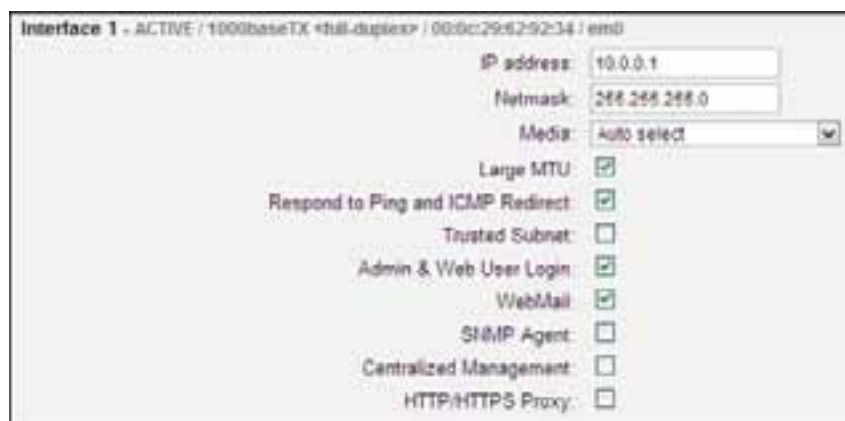 Interface 1 - ACTIVE / 1000baseTX <full-duplex> / 00:0c:29:62:92:34 / em0
IP address: 10.0.0.1
Netmask: 255.255.255.0
Media: Auto select
Large MTU
Respond to Ping and ICMP Redirect
Trusted Subnet:
Admin & Web User Login:
WebMail
SNMP Agent:
Centralized Management:
HTTP/HTTPS Proxy: